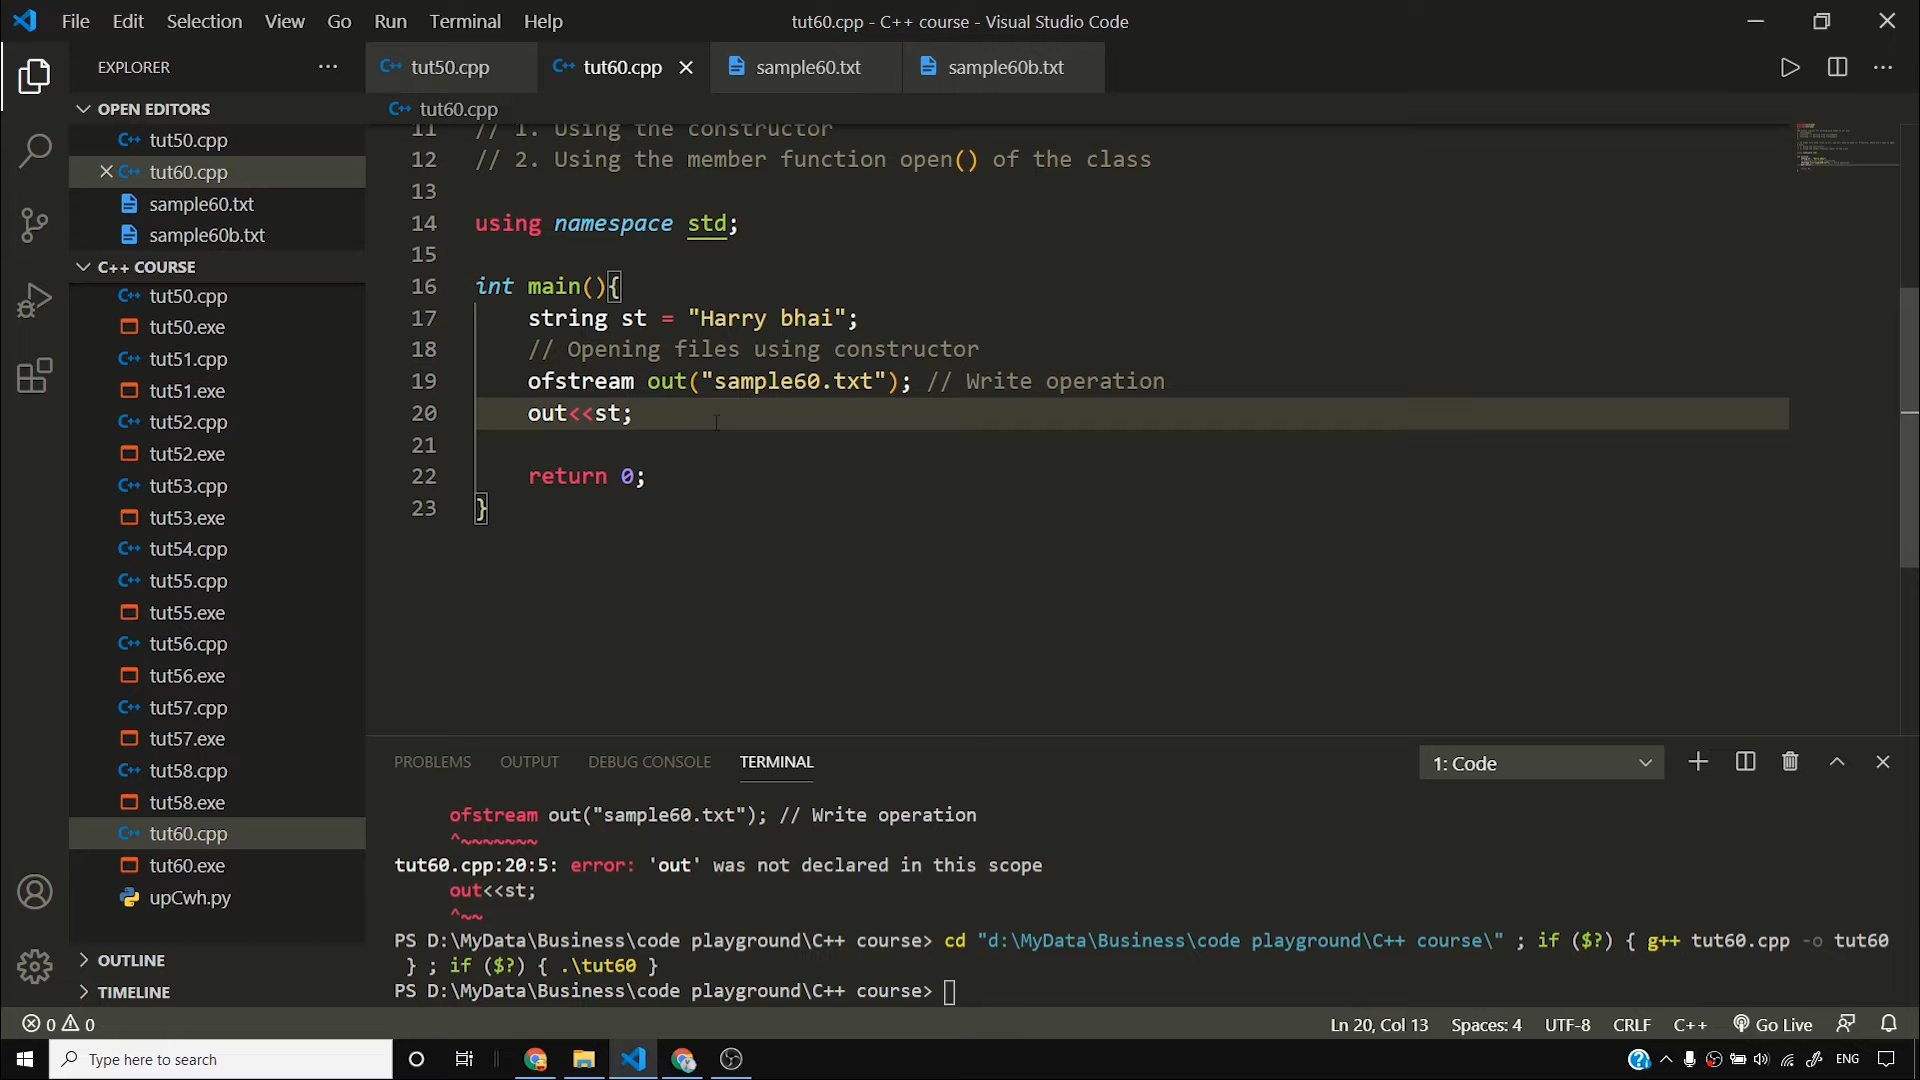 File Edit Selection View Go Run Terminal Help
tut60.cpp - C++ course - Visual Studio Code
EXPLORER
OPEN EDITORS
tut50.cpp
tut60.cpp
sample60.txt
sample60b.txt
C++ COURSE
tut50.cpp
tut50.exe
tut51.cpp
tut51.exe
tut52.cpp
tut52.exe
tut53.cpp
tut53.exe
tut54.cpp
tut55.cpp
tut55.exe
tut56.cpp
tut56.exe
tut57.cpp
tut57.exe
tut58.cpp
tut58.exe
tut60.cpp
tut60.exe
upCwh.py
OUTLINE
TIMELINE
tut50.cpp tut60.cpp sample60.txt sample60b.txt
tut60.cpp
11 // 1. Using the constructor
12 // 2. Using the member function open() of the class
13
14 using namespace std;
15
16 int main(){
17 string st = "Harry bhai";
18 // Opening files using constructor
19 ofstream out("sample60.txt"); // Write operation
20 out<<st;
21
22 return 0;
23 }
PROBLEMS OUTPUT DEBUG CONSOLE TERMINAL 1: Code
ofstream out("sample60.txt"); // Write operation
^~~~~~~~
tut60.cpp:20:5: error: 'out' was not declared in this scope
out<<st;
^~~
PS D:\MyData\Business\code playground\C++ course> cd "d:\MyData\Business\code playground\C++ course\" ; if ($?) { g++ tut60.cpp -o tut60
} ; if ($?) { .\tut60 }
PS D:\MyData\Business\code playground\C++ course>
0 0 Ln 20, Col 13 Spaces: 4 UTF-8 CRLF C++ Go Live
Type here to search ENG